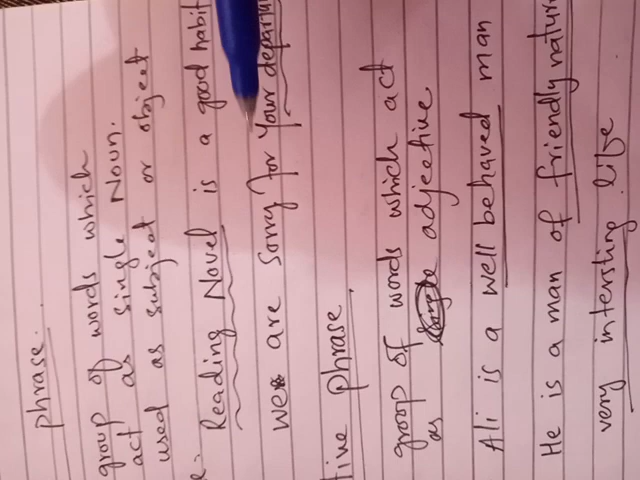 phrase.
group of words which
act as single Noun.
used as subject or object
Reading Novel is a good habit
we are Sorry for Your departu
tive phrase.
group of words which act
as adjective
Ali is a well behaved man
He is a man of friendly natur
very intersting life